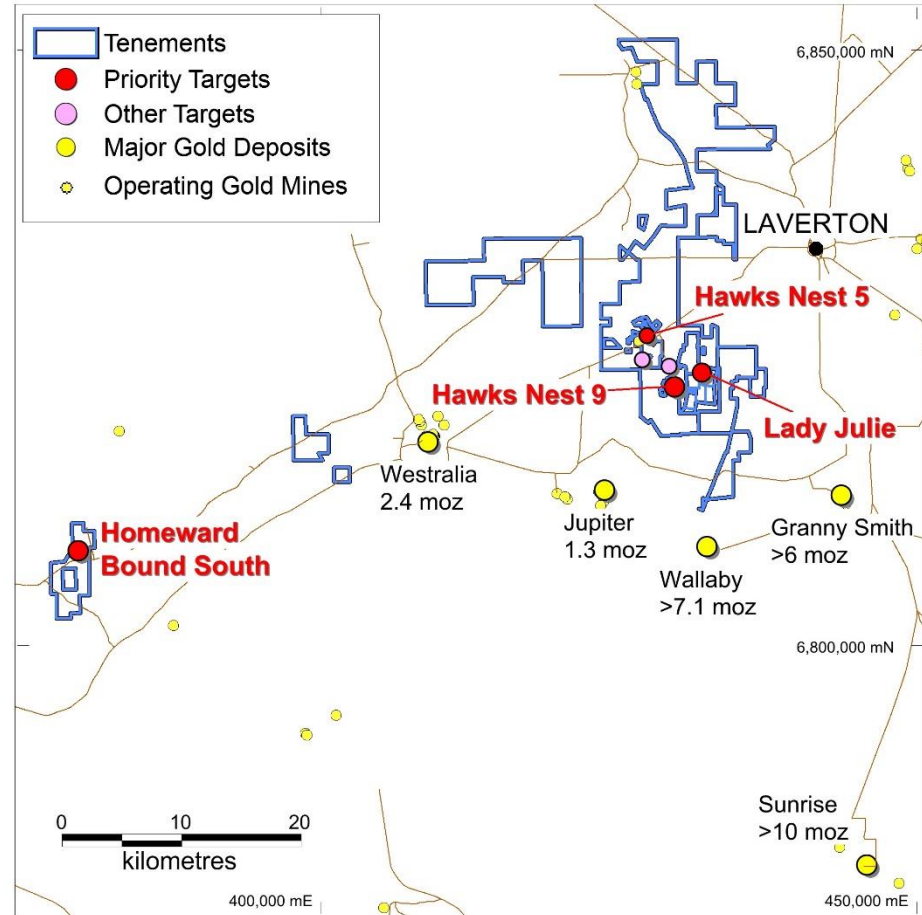 Tenements
Priority Targets
Other Targets
Major Gold Deposits
Operating Gold Mines
6,850,000 mN
LAVERTON
Hawks Nest 5
Hawks Nest 9
Lady Julie
Westralia
2.4 moz
Jupiter
1.3 moz
Granny Smith
>6 moz
Wallaby
>7.1 moz
Homeward
Bound South
6,800,000 mN
Sunrise
>10 moz
0 10 20
kilometres
400,000 mE
450,000 mE